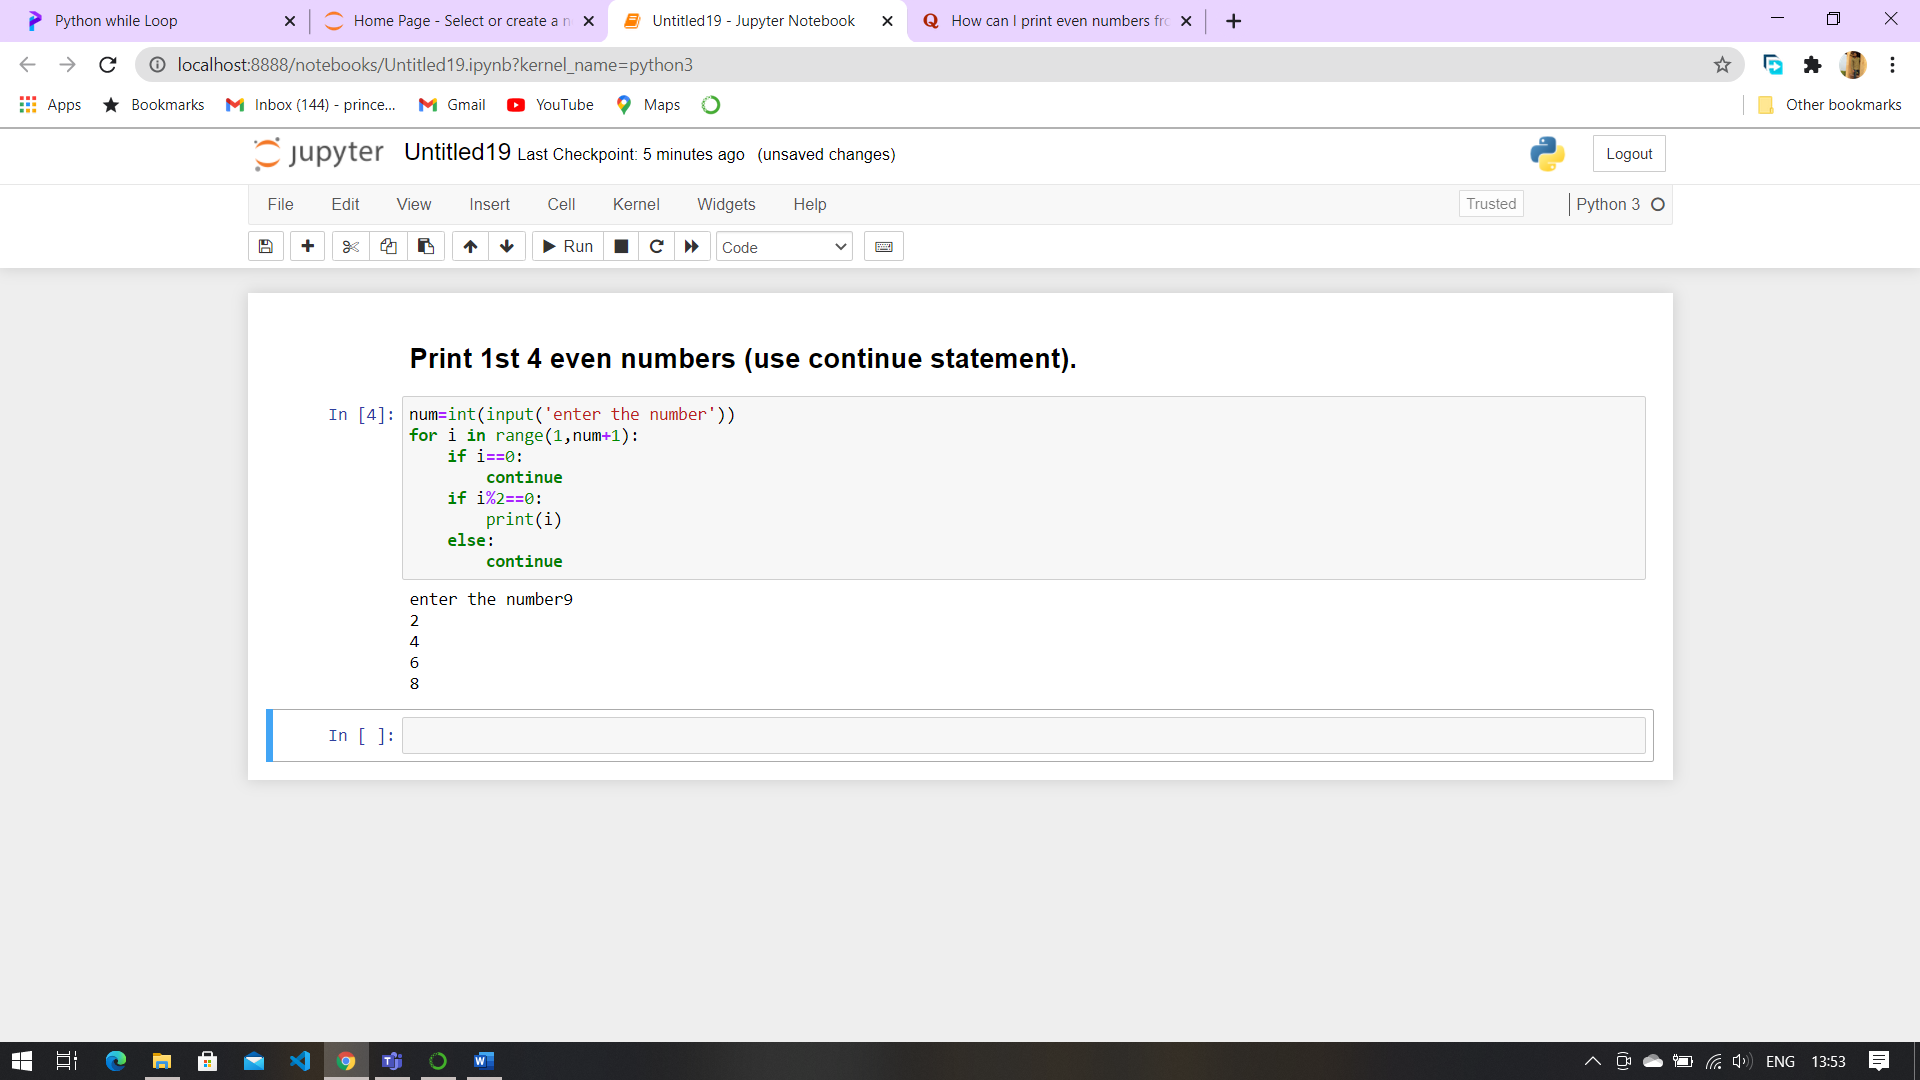 Python while Loop
Home Page - Select or create a n
Untitled19 - Jupyter Notebook
How can I print even numbers fro
localhost:8888/notebooks/Untitled19.ipynb?kernel_name=python3
Apps
Bookmarks
Inbox (144) - prince...
Gmail
YouTube
Maps
Other bookmarks
jupyter
Untitled19 Last Checkpoint: 5 minutes ago (unsaved changes)
Logout
File
Edit
View
Insert
Cell
Kernel
Widgets
Help
Trusted
Python 3
Run
Code
Print 1st 4 even numbers (use continue statement).
In [4]:
num=int(input('enter the number'))
for i in range(1,num+1):
    if i==0:
        continue
    if i%2==0:
        print(i)
    else:
        continue
enter the number9
2
4
6
8
In [ ]:
ENG
13:53